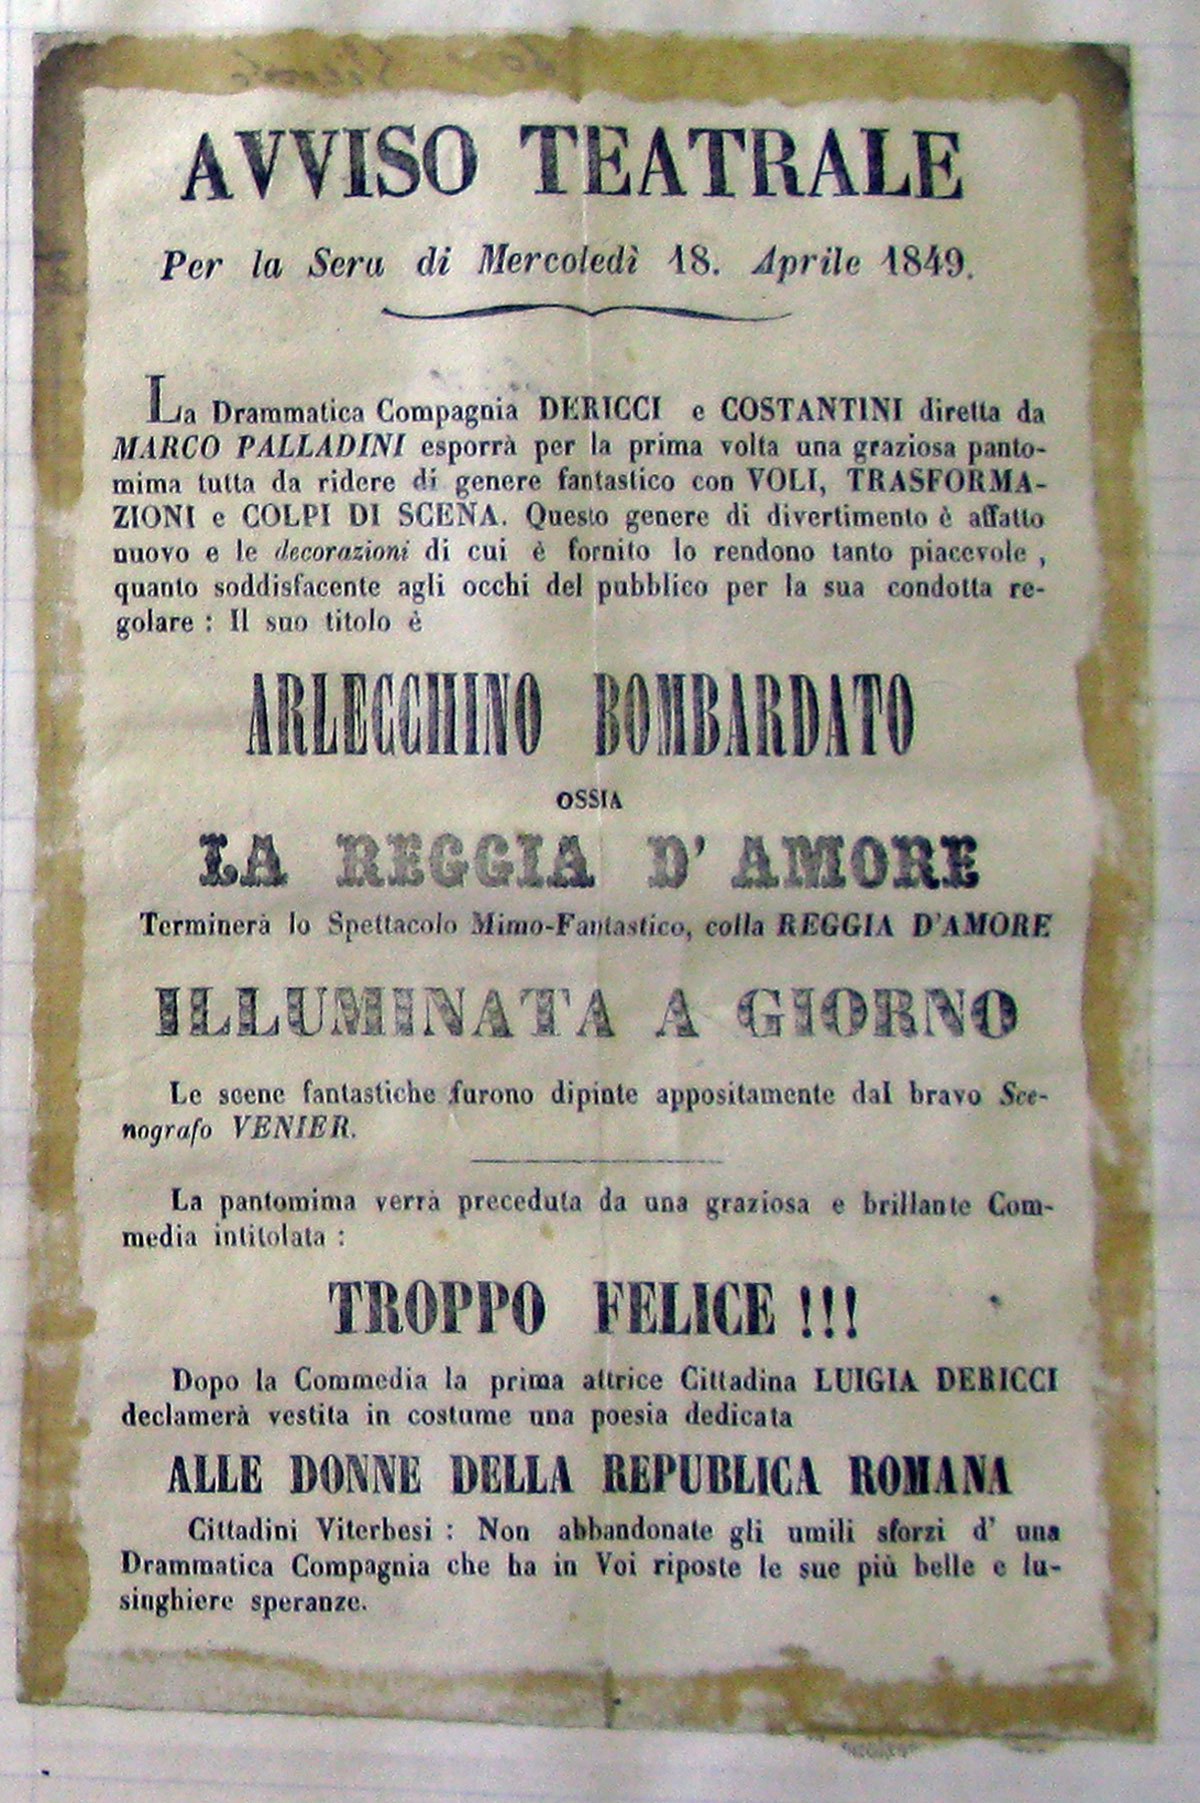 AVVISO TEATRALE
Per la Sera di Mercoledì 18. Aprile 1849.
La Drammatica Compagnia DERICCI e COSTANTINI diretta da
MARCO PALLADINI esporrà per la prima volta una graziosa panto-
mima tutta da ridere di genere fantastico con VOLI, TRASFORMA-
ZIONI e COLPI DI SCENA. Questo genere di divertimento è affatto
nuovo e le decorazioni di cui è fornito lo rendono tanto piacevole ,
quanto soddisfacente agli occhi del pubblico per la sua condotta re-
golare : Il suo titolo è
ARLECCHINO BOMBARDATO
OSSIA
LA REGGIA D' AMORE
Terminerà lo Spettacolo Mimo-Fantastico, colla REGGIA D'AMORE
ILLUMINATA A GIORNO
Le scene fantastiche furono dipinte appositamente dal bravo Sce-
nografo VENIER.
La pantomima verrà preceduta da una graziosa e brillante Com-
media intitolata :
TROPPO FELICE !!!
Dopo la Commedia la prima attrice Cittadina LUIGIA DERICCI
declamerà vestita in costume una poesia dedicata
ALLE DONNE DELLA REPUBLICA ROMANA
Cittadini Viterbesi : Non abbandonate gli umili sforzi d' una
Drammatica Compagnia che ha in Voi riposte le sue più belle e lu-
singhiere speranze.